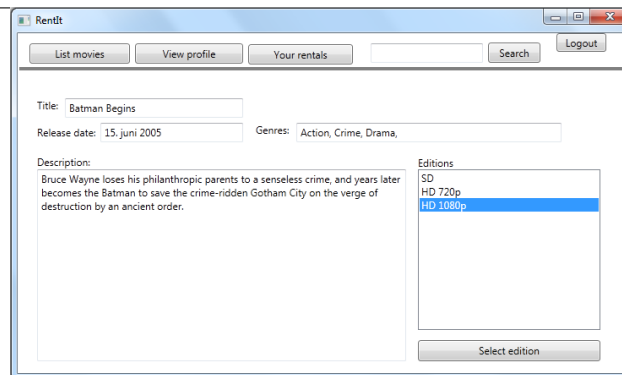 RentIt
List movies View profile Your rentals Search Logout
Title: Batman Begins
Release date: 15. juni 2005 Genres: Action, Crime, Drama,
Description:
Bruce Wayne loses his philanthropic parents to a senseless crime, and years later
becomes the Batman to save the crime-ridden Gotham City on the verge of
destruction by an ancient order.
Editions
SD
HD 720p
HD 1080p
Select edition